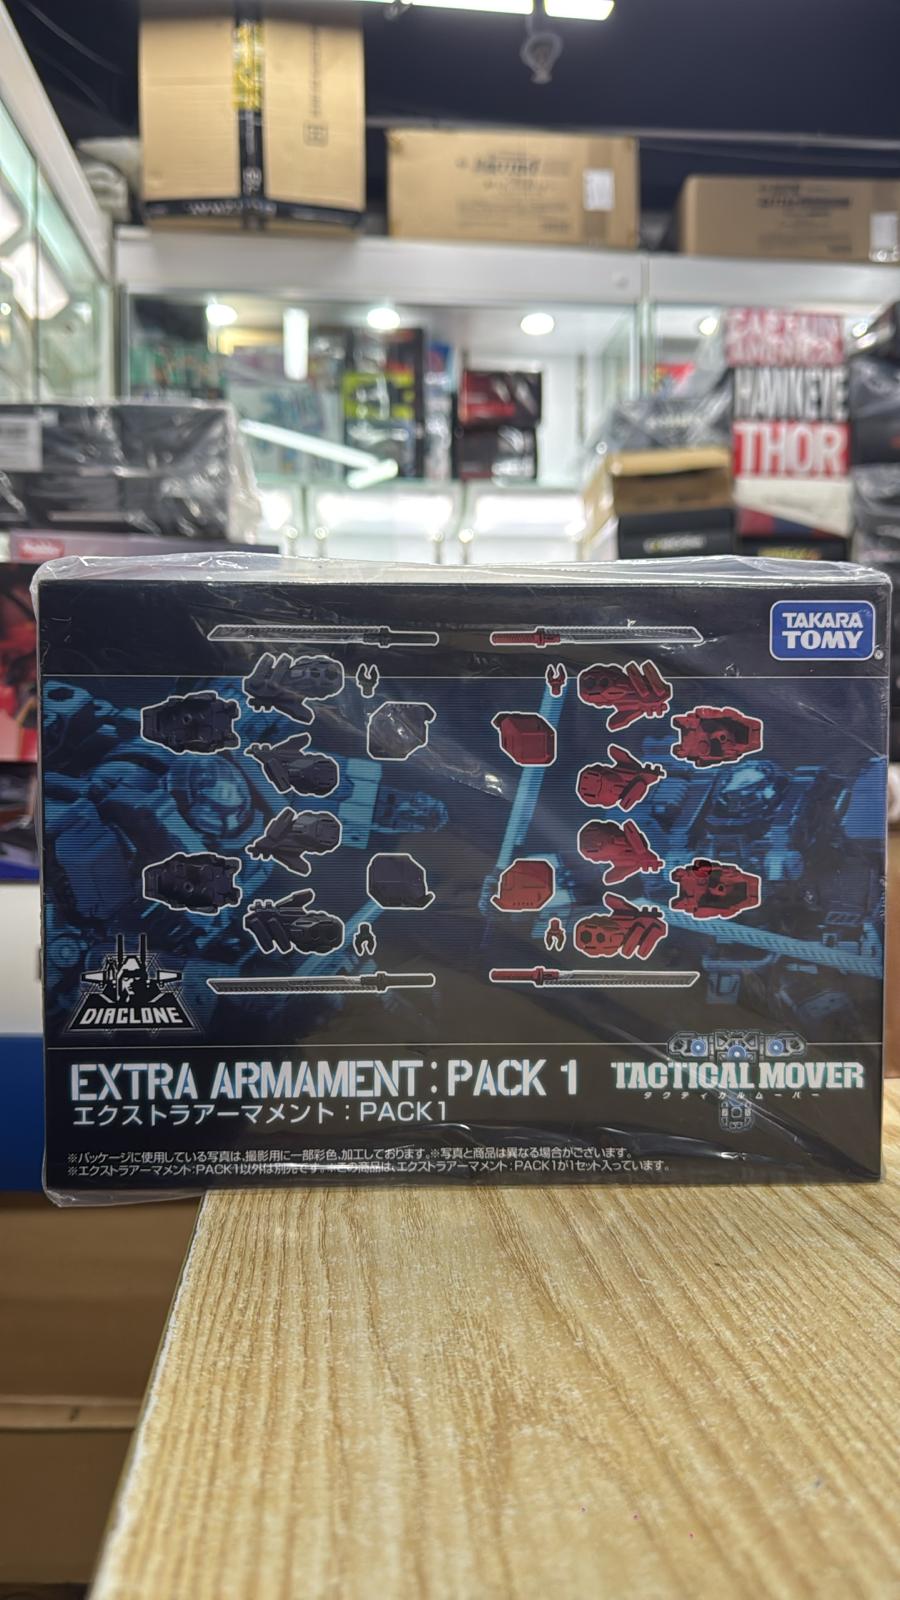 CAPTAIN AMERICA
HAWKEYE
THOR
TAKARA
TOMY
DIACLONE
EXTRA ARMAMENT : PACK 1
エクストラアーマメント : PACK1
TACTICAL MOVER
タクティカルムーバー
※パッケージに使用している写真は、撮影用に一部彩色、加工しております。※写真と商品は異なる場合がございます。
※エクストラアーマメント:PACK1以外は別売です。※この商品は、エクストラアーマメント:PACK1が1セット入っています。